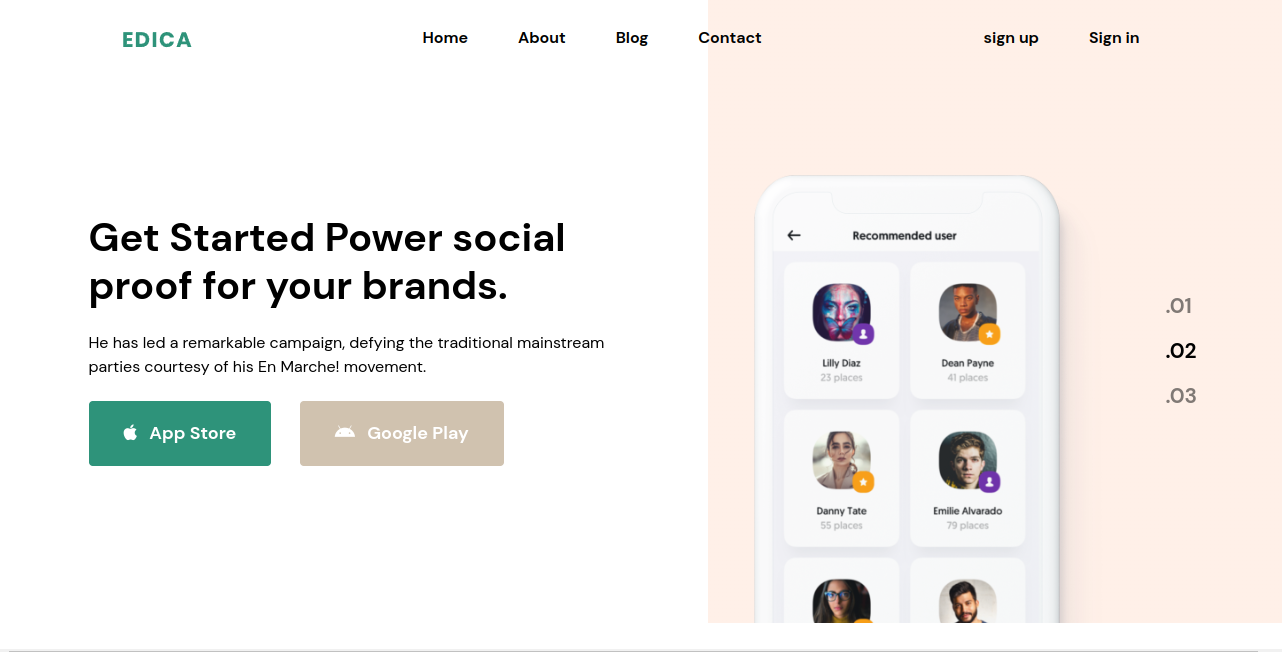 EDICA
Home
About
Blog
Contact
sign up
Sign in
Get Started Power social
proof for your brands.
He has led a remarkable campaign, defying the traditional mainstream
parties courtesy of his En Marche! movement.
App Store
Google Play
Recommended user
Lilly Diaz
23 places
Dean Payne
41 places
Danny Tate
55 places
Emilie Alvarado
79 places
.01
.02
.03